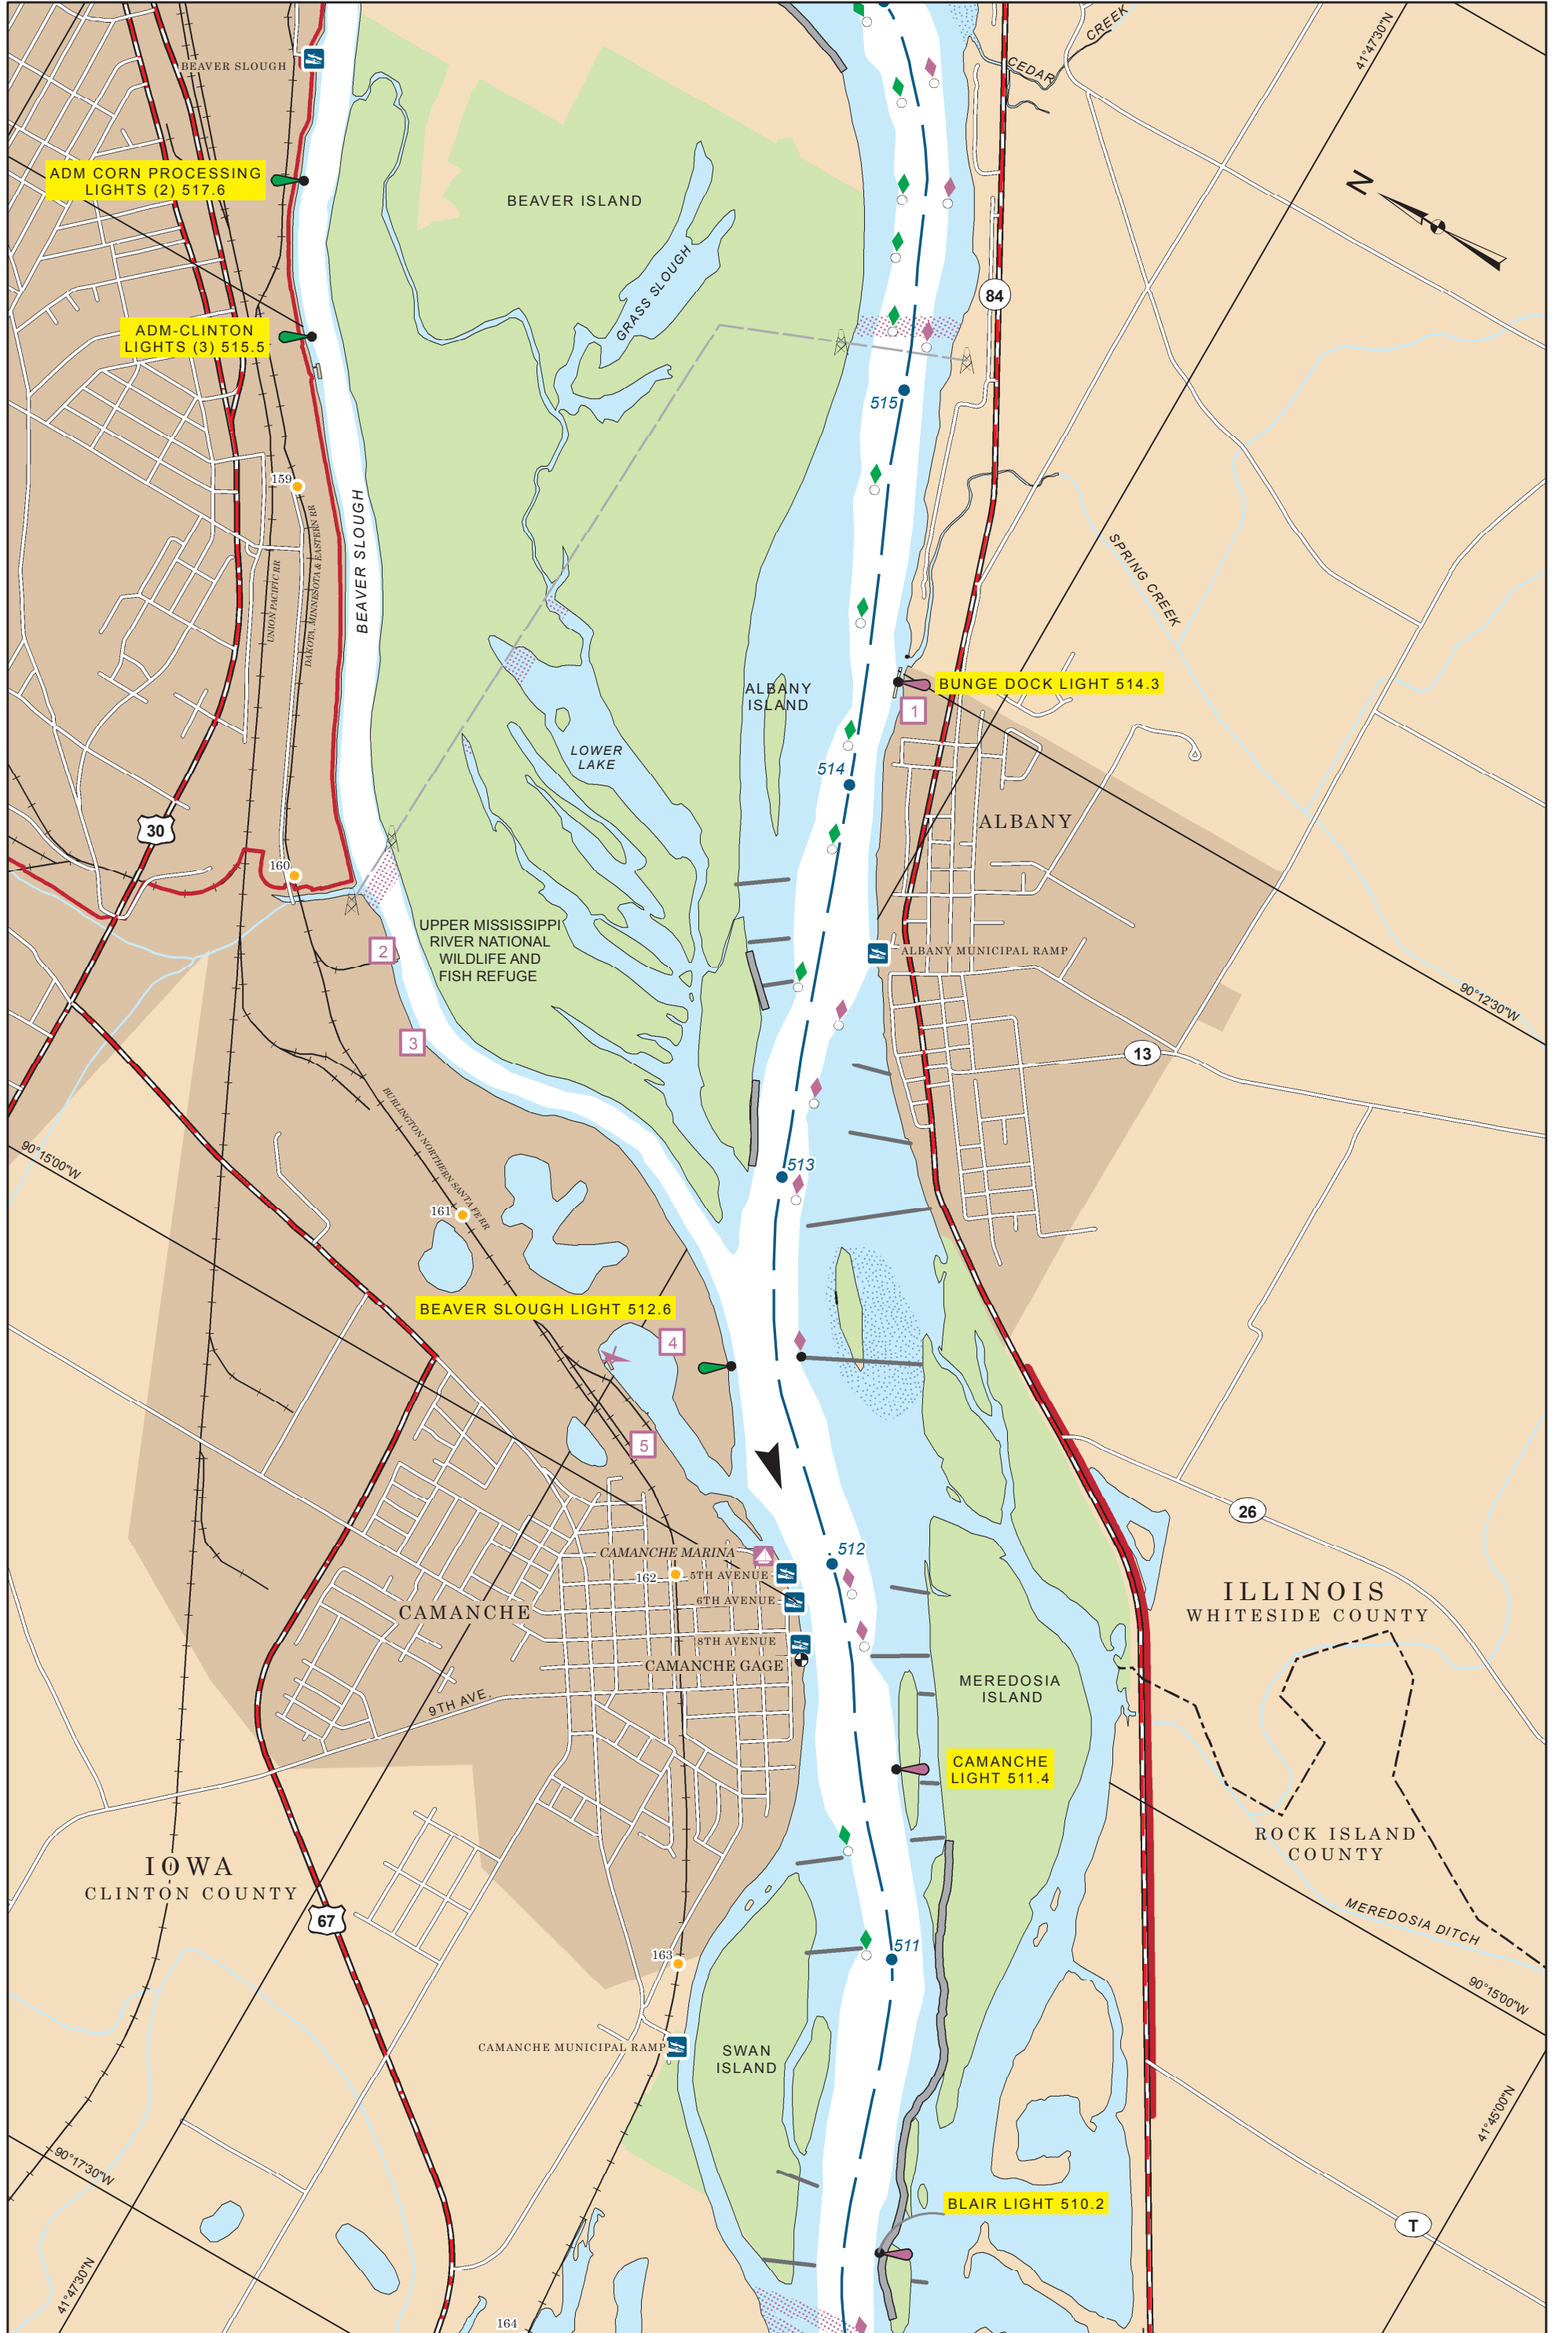 BEAVER SLOUGH
CREEK
CEDAR
41°47'30"N
N
ADM CORN PROCESSING
LIGHTS (2) 517.6
BEAVER ISLAND
GRASS SLOUGH
84
ADM-CLINTON
LIGHTS (3) 515.5
515
159
BEAVER SLOUGH
UNION PACIFIC RR
DAKOTA, MINNESOTA & EASTERN RR
SPRING CREEK
BUNGE DOCK LIGHT 514.3
1
ALBANY
ISLAND
LOWER
LAKE
514
30
ALBANY
160
UPPER MISSISSIPPI
RIVER NATIONAL
WILDLIFE AND
FISH REFUGE
2
ALBANY MUNICIPAL RAMP
90°12'30"W
3
13
BURLINGTON NORTHERN SANTA FE RR
90°15'00"W
513
161
BEAVER SLOUGH LIGHT 512.6
4
5
26
512
CAMANCHE MARINA
5TH AVENUE
162
6TH AVENUE
CAMANCHE
8TH AVENUE
CAMANCHE GAGE
ILLINOIS
WHITESIDE COUNTY
MEREDOSIA
ISLAND
9TH AVE.
CAMANCHE
LIGHT 511.4
ROCK ISLAND
COUNTY
IOWA
CLINTON COUNTY
67
MEREDOSIA DITCH
511
163
90°15'00"W
CAMANCHE MUNICIPAL RAMP
SWAN
ISLAND
41°45'00"N
90°17'30"W
BLAIR LIGHT 510.2
T
41°47'30"N
164